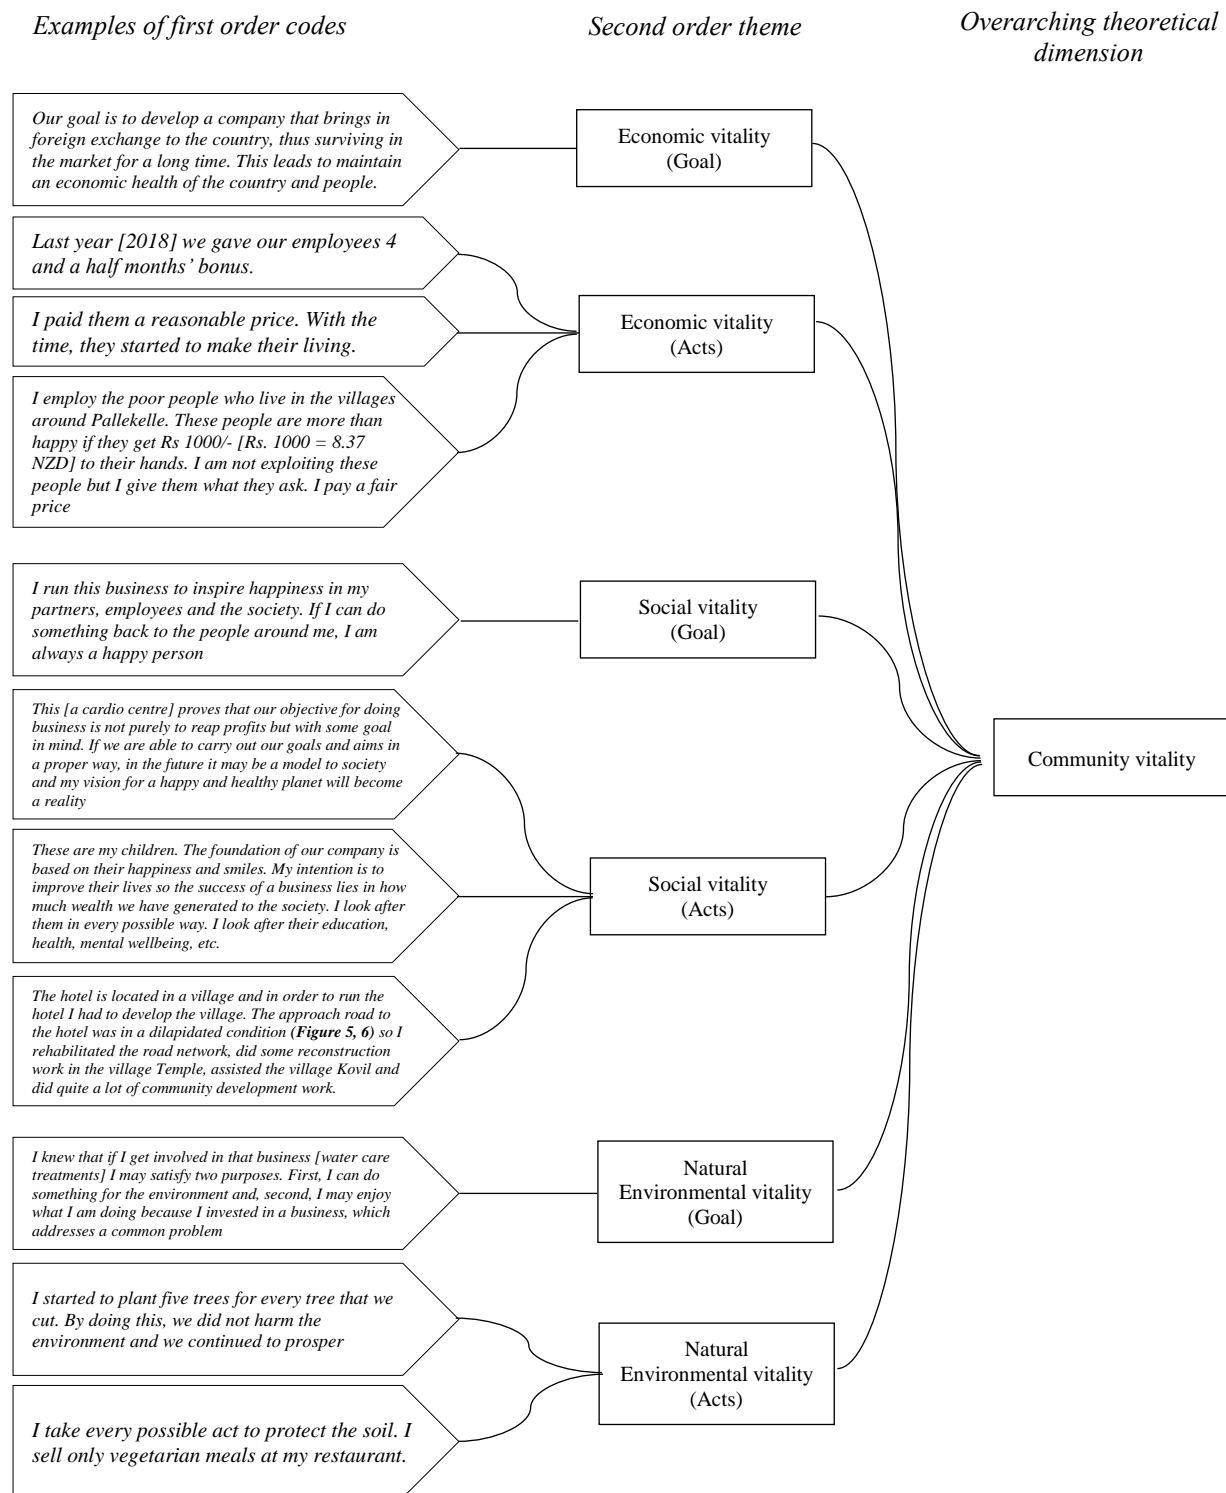 Examples of first order codes
Second order theme
Overarching theoretical
dimension
Our goal is to develop a company that brings in
foreign exchange to the country, thus surviving in
the market for a long time. This leads to maintain
an economic health of the country and people.
Economic vitality
(Goal)
Last year [2018] we gave our employees 4
and a half months’ bonus.
I paid them a reasonable price. With the
time, they started to make their living.
Economic vitality
(Acts)
I employ the poor people who live in the villages
around Pallekelle. These people are more than
happy if they get Rs 1000/- [Rs. 1000 = 8.37
NZD] to their hands. I am not exploiting these
people but I give them what they ask. I pay a fair
price
I run this business to inspire happiness in my
partners, employees and the society. If I can do
something back to the people around me, I am
always a happy person
Social vitality
(Goal)
This [a cardio centre] proves that our objective for doing
business is not purely to reap profits but with some goal
in mind. If we are able to carry out our goals and aims in
a proper way, in the future it may be a model to society
and my vision for a happy and healthy planet will become
a reality
Community vitality
These are my children. The foundation of our company is
based on their happiness and smiles. My intention is to
improve their lives so the success of a business lies in how
much wealth we have generated to the society. I look after
them in every possible way. I look after their education,
health, mental wellbeing, etc.
Social vitality
(Acts)
The hotel is located in a village and in order to run the
hotel I had to develop the village. The approach road to
the hotel was in a dilapidated condition (Figure 5, 6) so I
rehabilitated the road network, did some reconstruction
work in the village Temple, assisted the village Kovil and
did quite a lot of community development work.
I knew that if I get involved in that business [water care
treatments] I may satisfy two purposes. First, I can do
something for the environment and, second, I may enjoy
what I am doing because I invested in a business, which
addresses a common problem
Natural
Environmental vitality
(Goal)
I started to plant five trees for every tree that we
cut. By doing this, we did not harm the
environment and we continued to prosper
Natural
Environmental vitality
(Acts)
I take every possible act to protect the soil. I
sell only vegetarian meals at my restaurant.